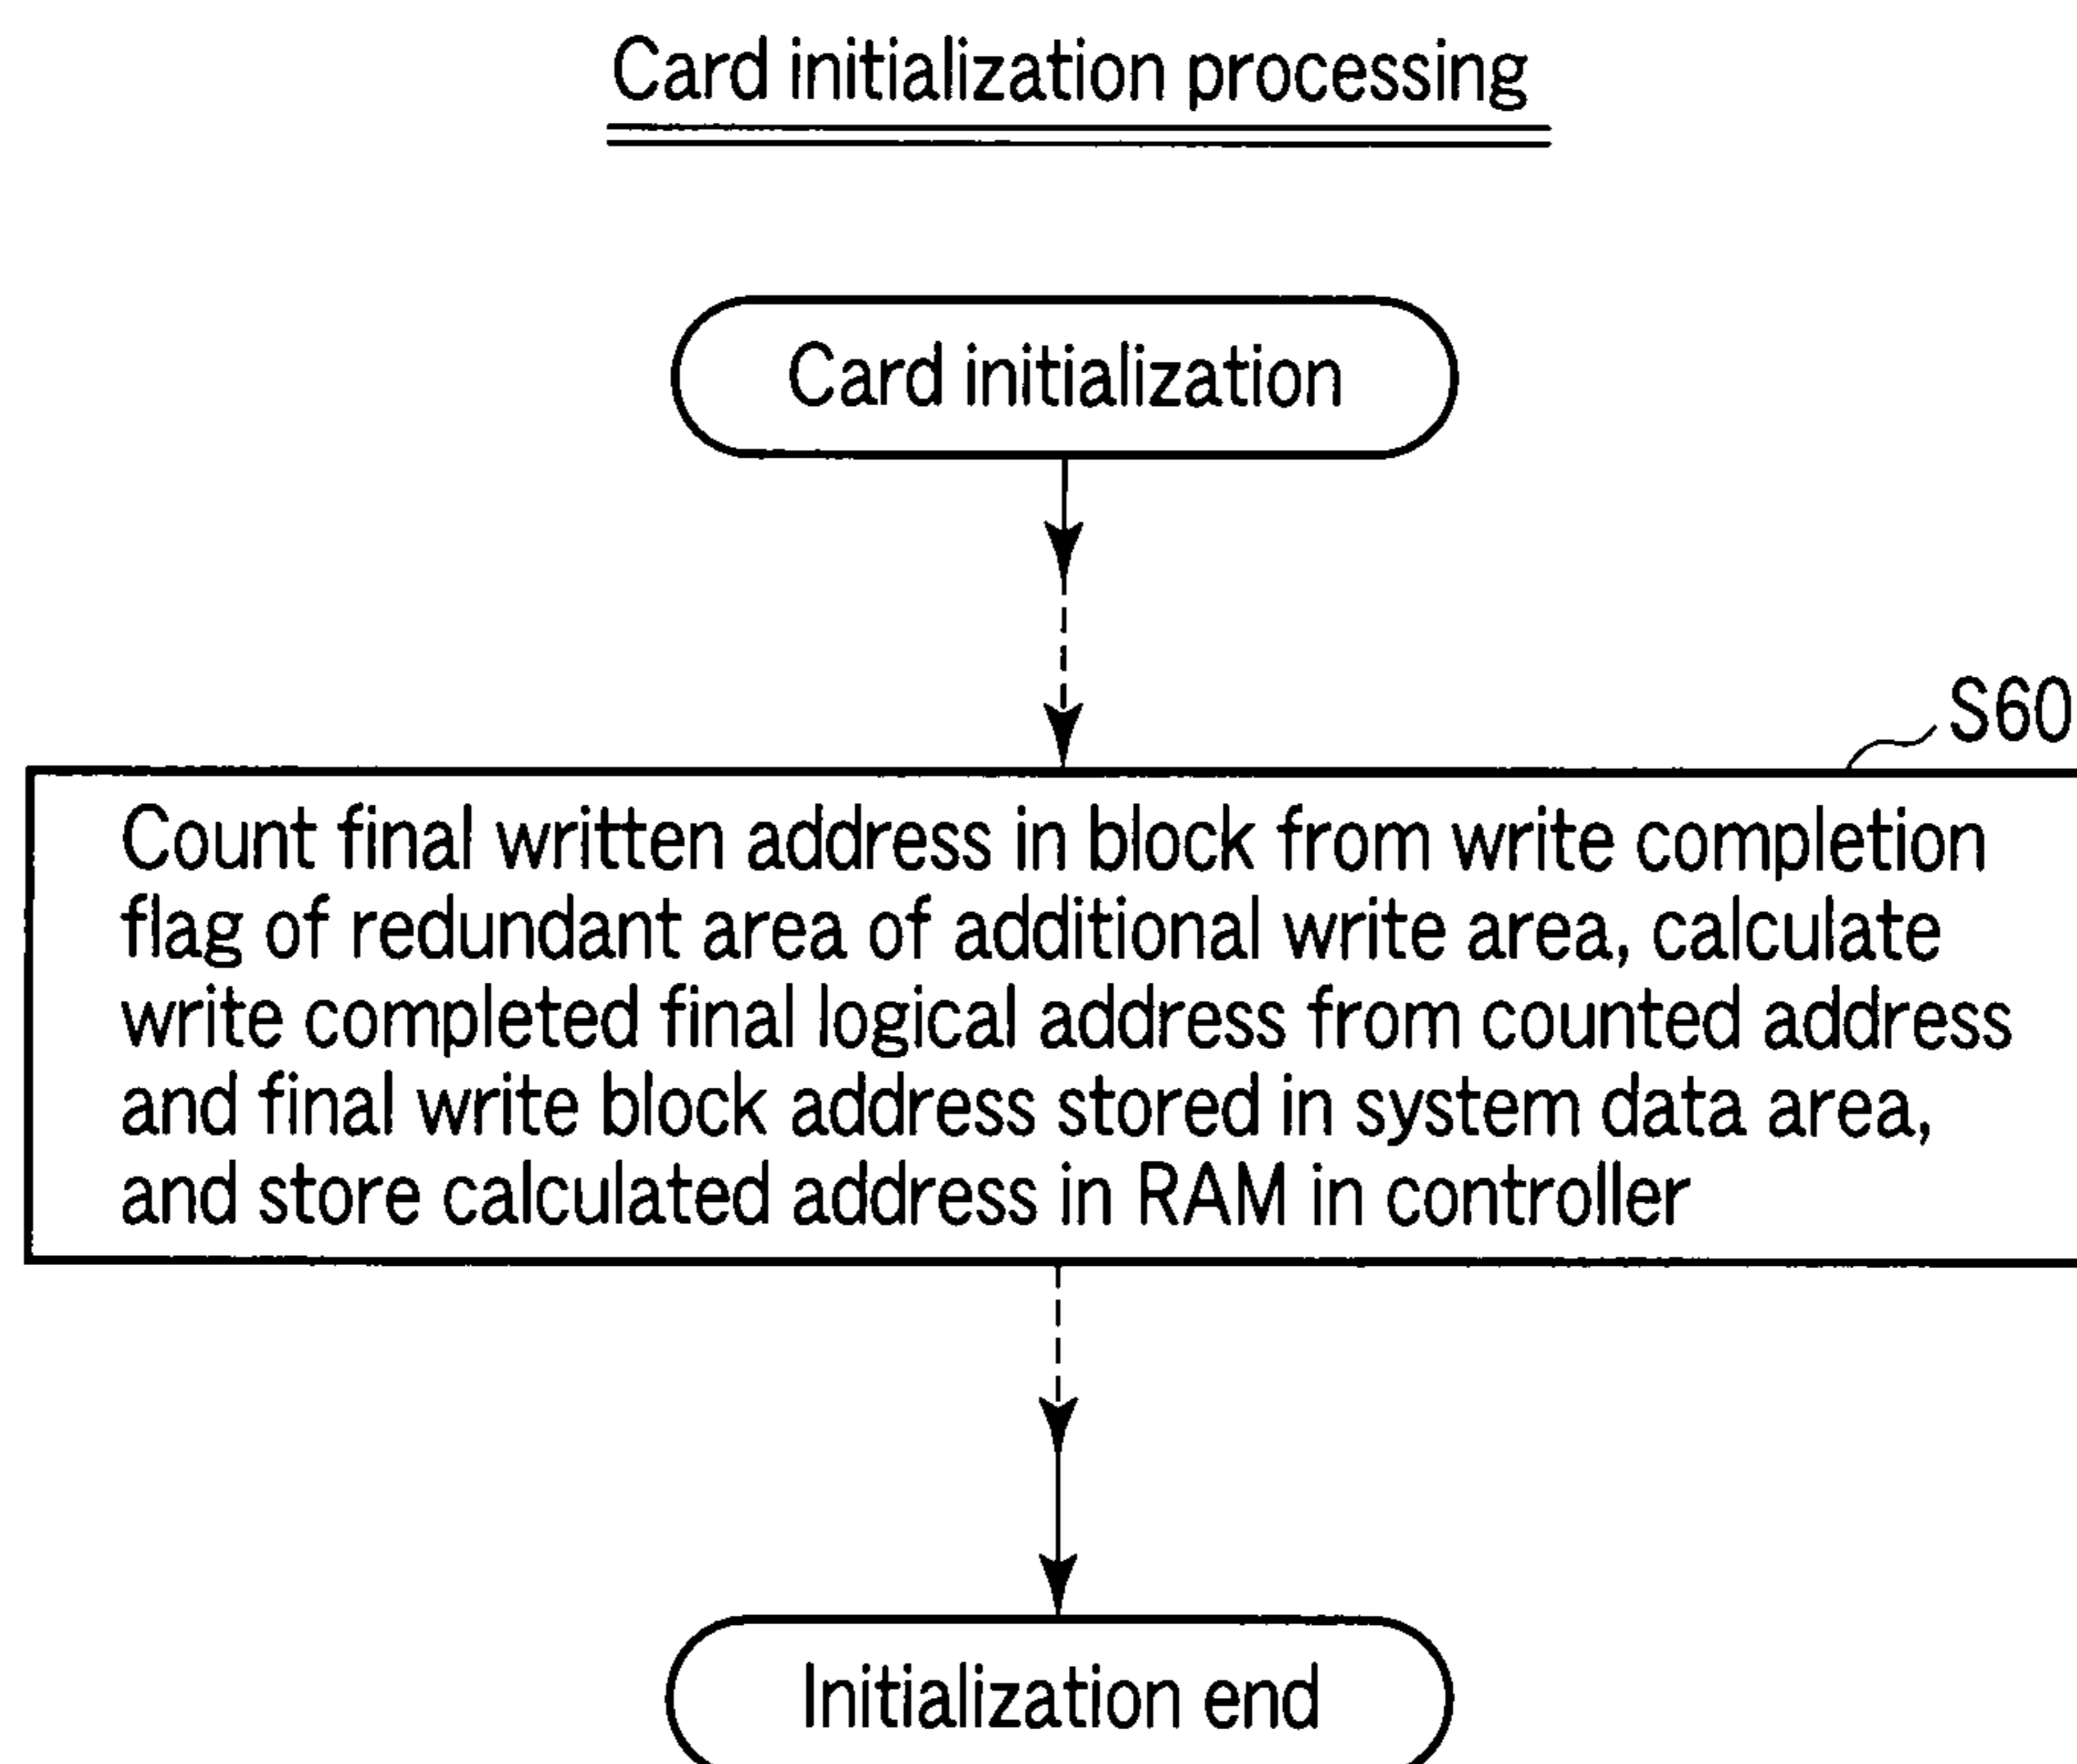 Card initialization processing
Card initialization
S60
Count final written address in block from write completion
flag of redundant area of additional write area, calculate
write completed final logical address from counted address
and final write block address stored in system data area,
and store calculated address in RAM in controller
Initialization end